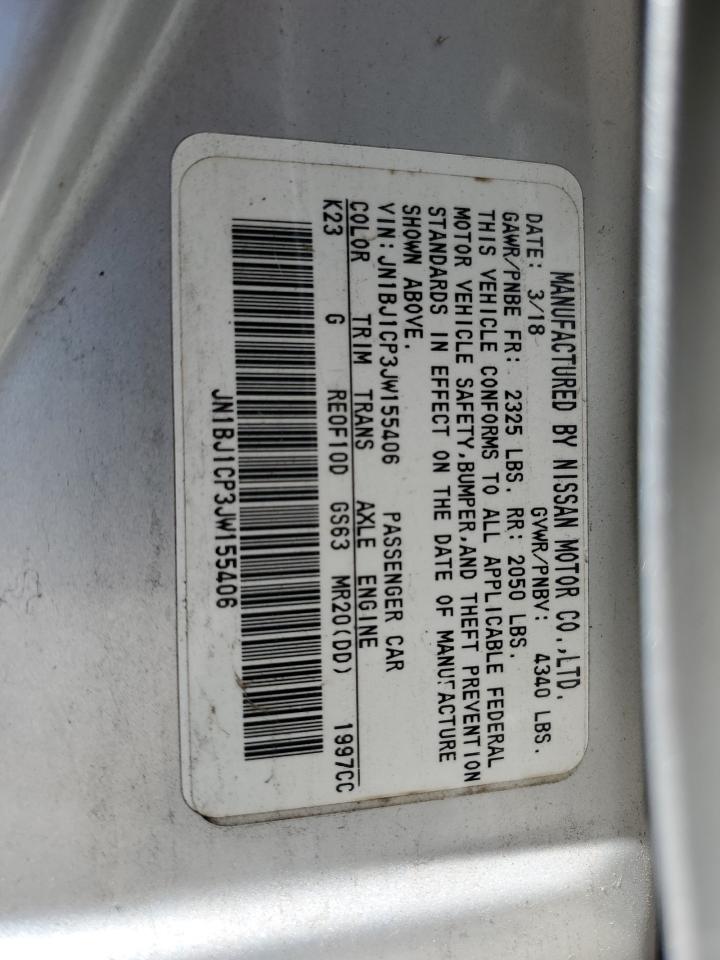 MANUFACTURED BY NISSAN MOTOR CO.,LTD.
DATE: 3/18 GVWR/PNBV: 4340 LBS.
GAWR/PNBE FR: 2325 LBS. RR: 2050 LBS.
THIS VEHICLE CONFORMS TO ALL APPLICABLE FEDERAL
MOTOR VEHICLE SAFETY,BUMPER,AND THEFT PREVENTION
STANDARDS IN EFFECT ON THE DATE OF MANUFACTURE
SHOWN ABOVE.
VIN:JN1BJ1CP3JW155406 PASSENGER CAR
COLOR TRIM TRANS AXLE ENGINE
K23 G RE0F10D GS63 MR20(DD) 1997CC
JN1BJ1CP3JW155406